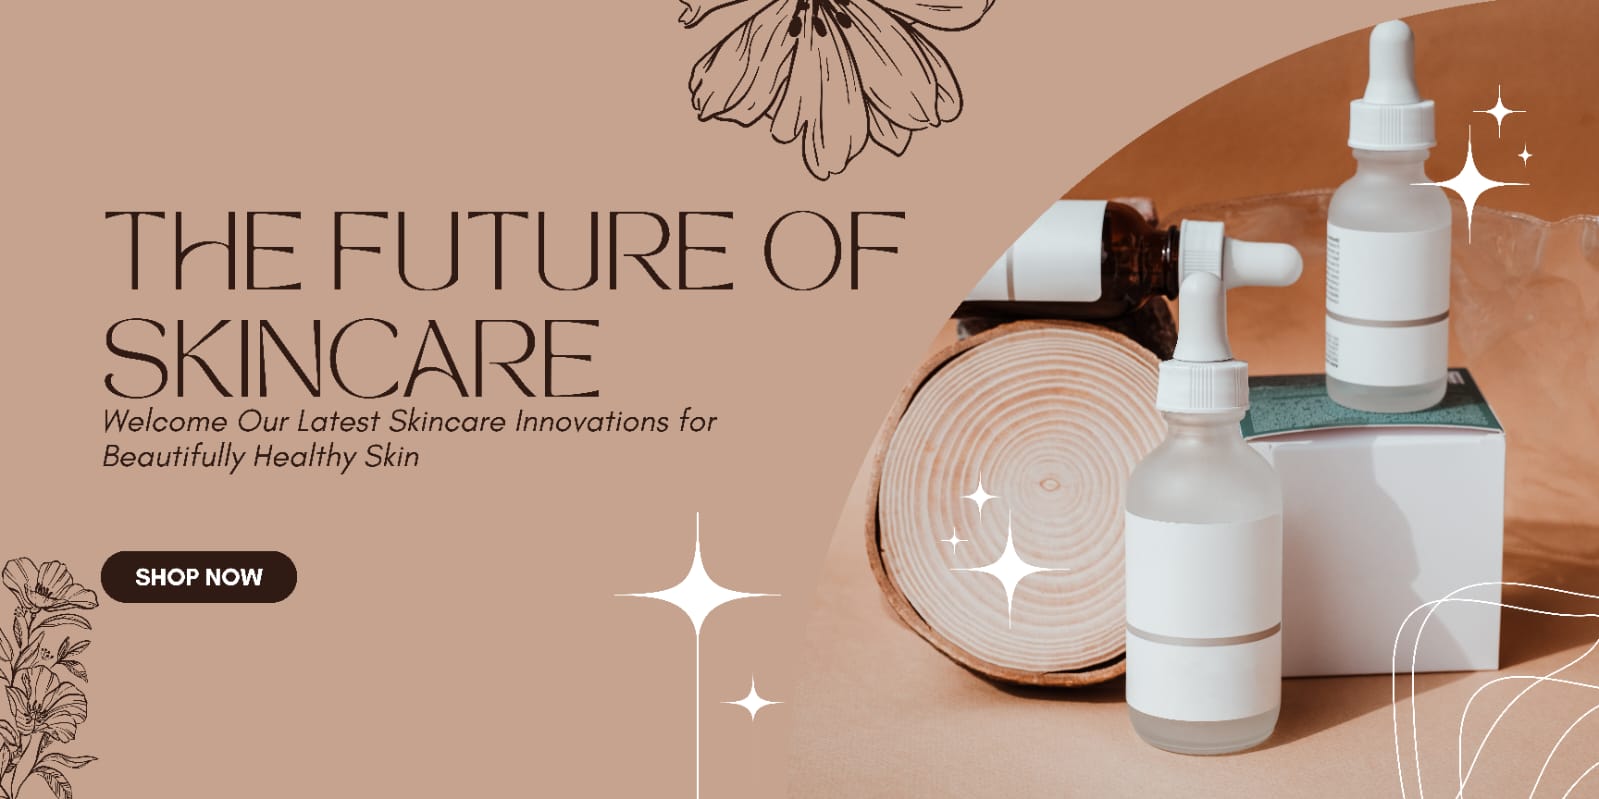 THE FUTURE OF
SKINCARE
Welcome Our Latest Skincare Innovations for
Beautifully Healthy Skin
SHOP NOW